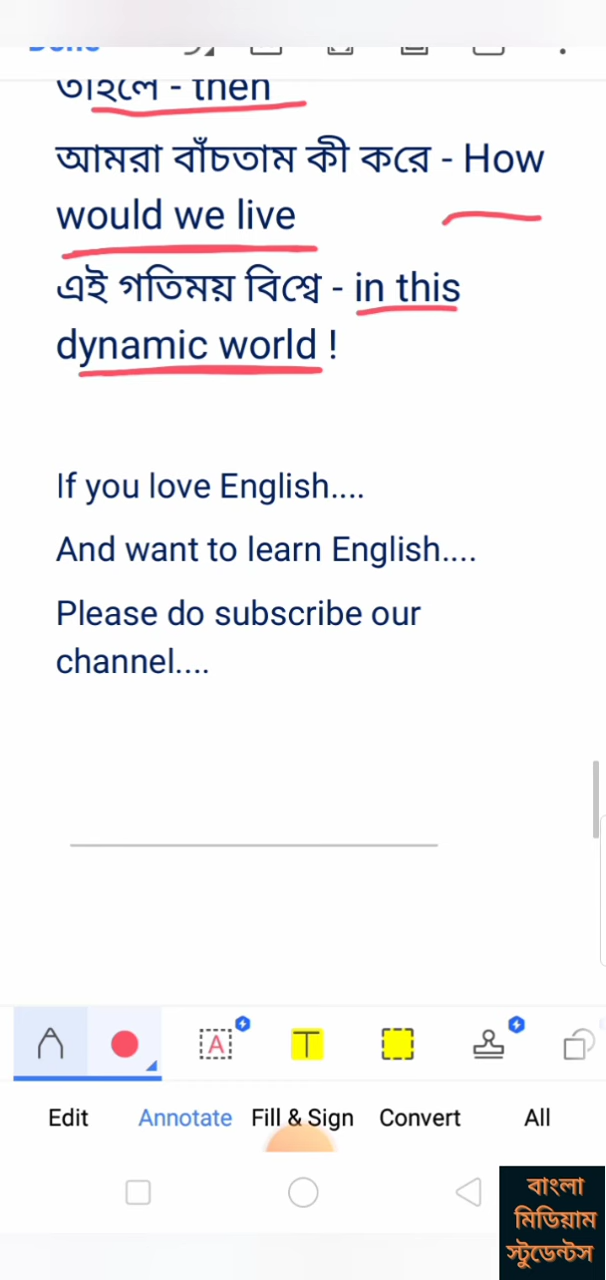 Done
তাহলে - then
আমরা বাঁচতাম কী করে - How
would we live
এই গতিময় বিশ্বে - in this
dynamic world !
If you love English....
And want to learn English....
Please do subscribe our
channel....
A T
Edit Annotate Fill & Sign Convert All
বাংলা
মিডিয়াম
স্টুডেন্টস